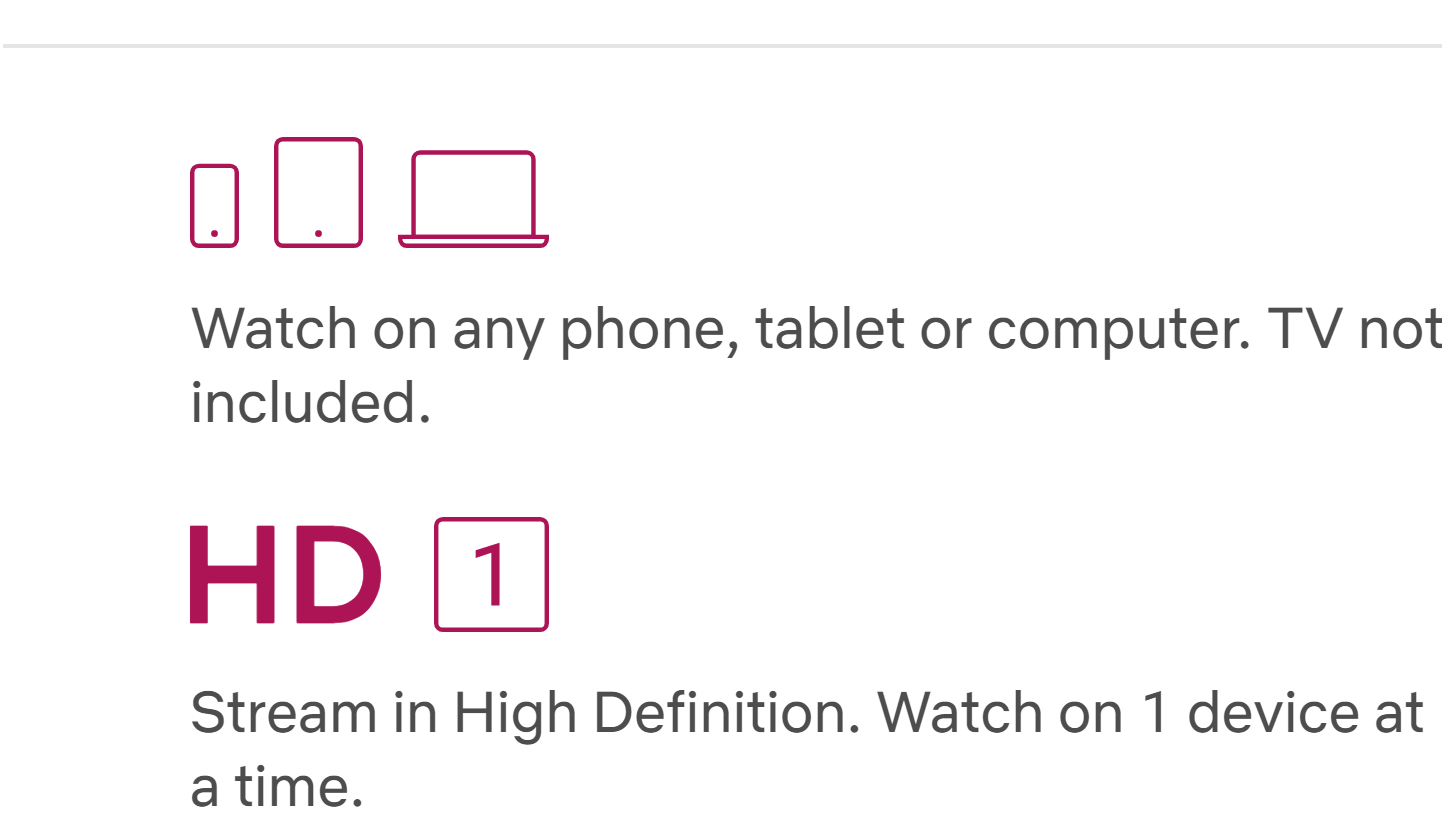 Watch on any phone, tablet or computer. TV not
included.
HD 1
Stream in High Definition. Watch on 1 device at
a time.